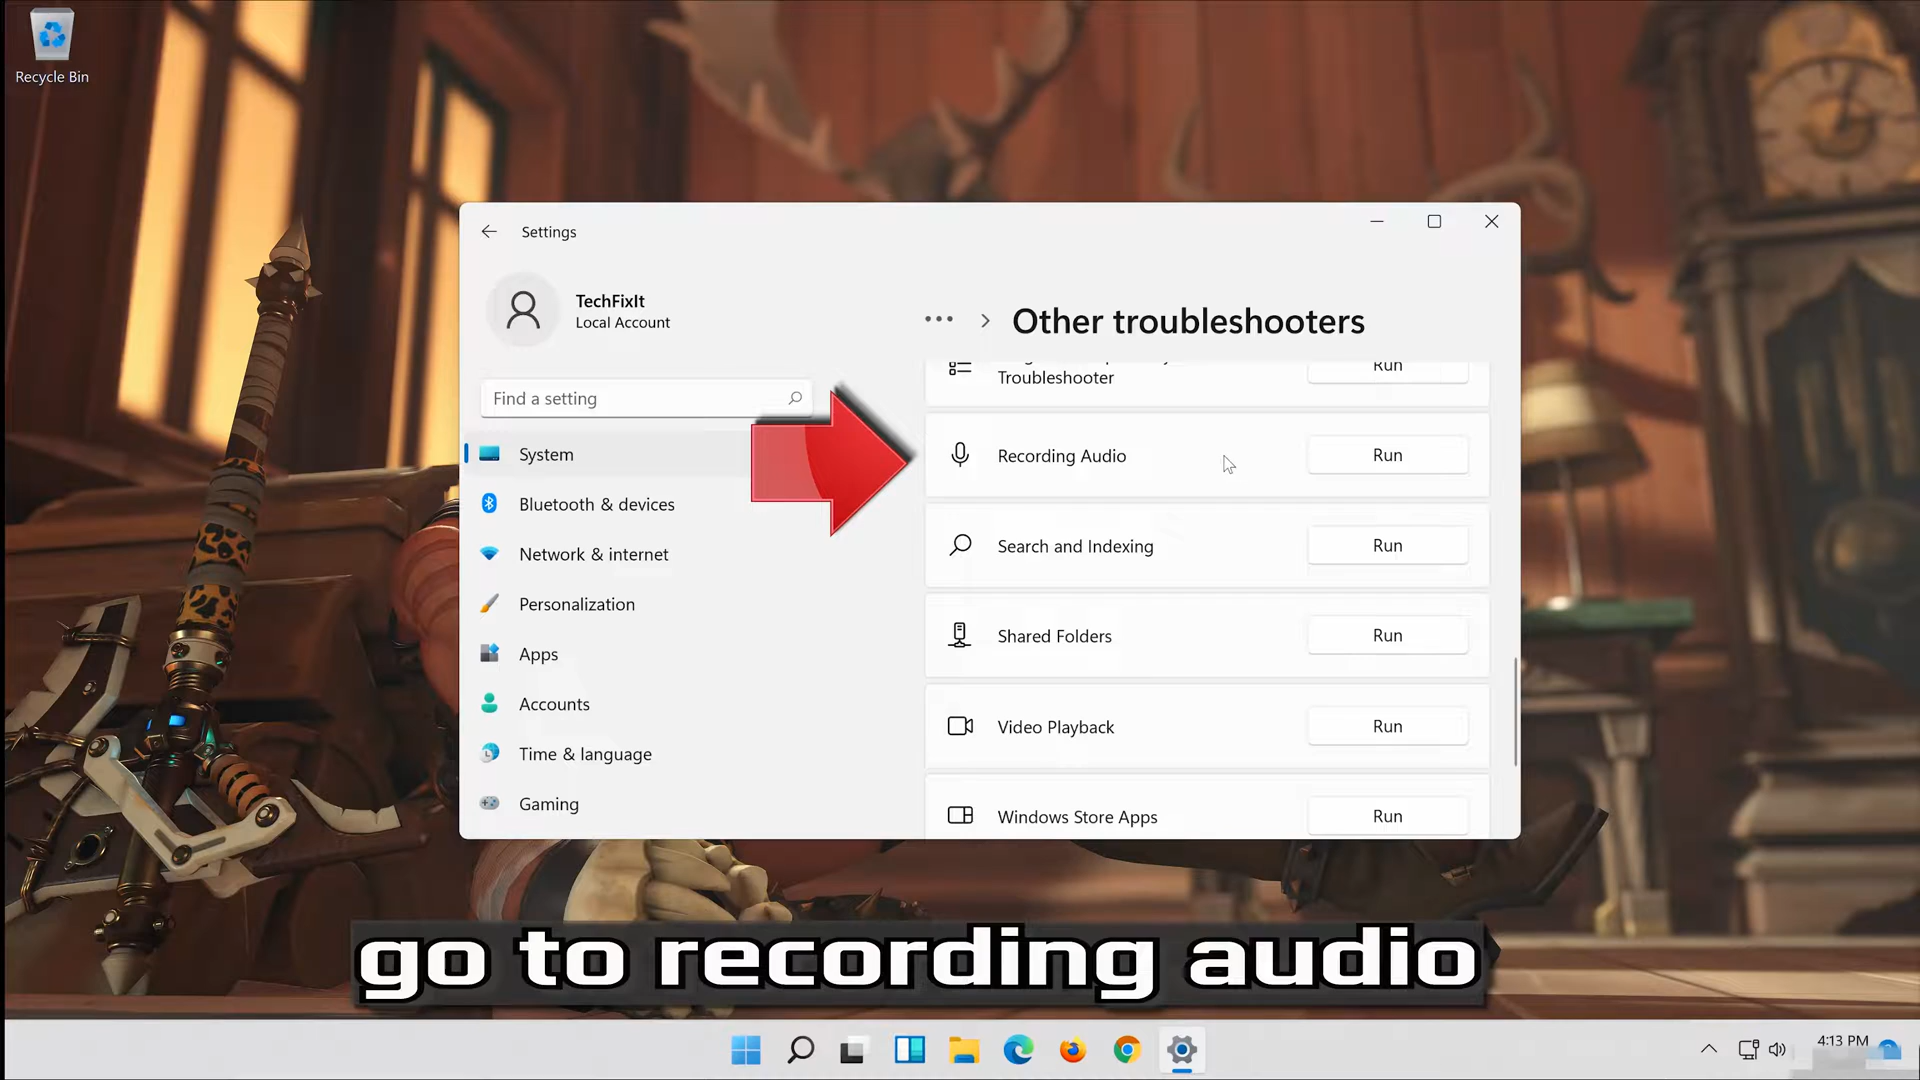 Recycle Bin
Settings
TechFixIt
Local Account
Find a setting
System
Bluetooth & devices
Network & internet
Personalization
Apps
Accounts
Time & language
Gaming
Other troubleshooters
Troubleshooter
Run
Recording Audio
Run
Search and Indexing
Run
Shared Folders
Run
Video Playback
Run
Windows Store Apps
Run
go to recording audio
4:13 PM